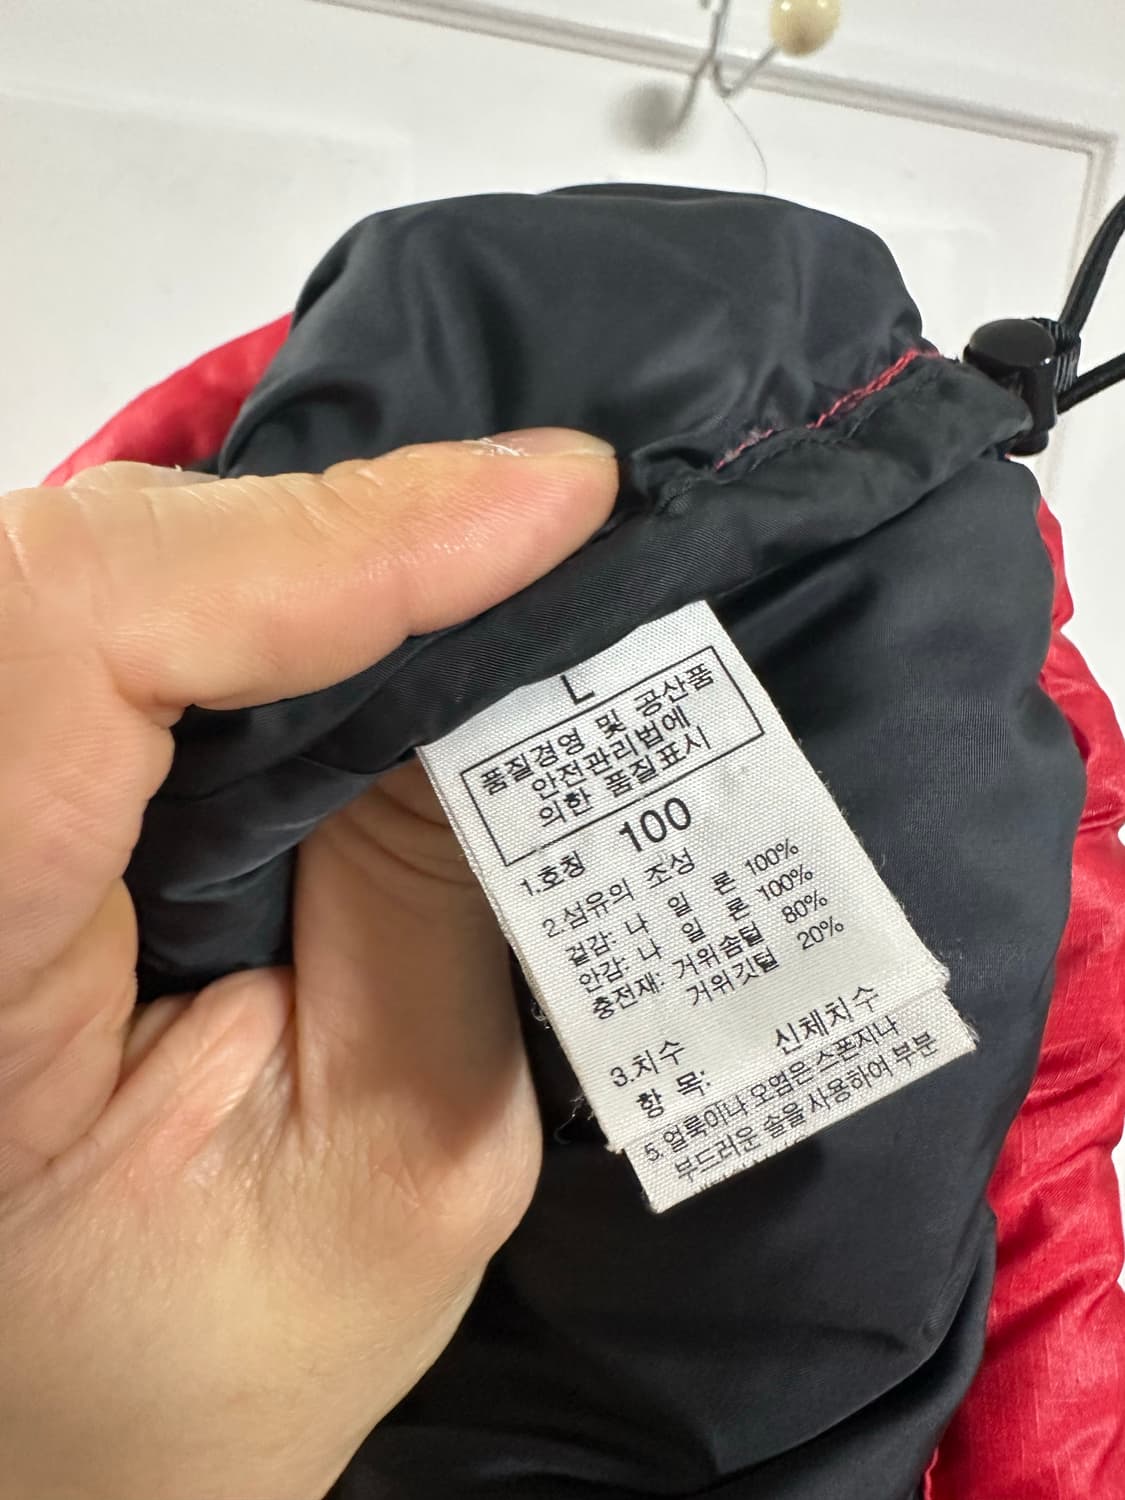 L
품질경영 및 공산품
안전관리법에
의한 품질표시
1.호칭 100
2.섬유의 조성
겉감: 나 일 론 100%
안감: 나 일 론 100%
충전재: 거위솜털 80%
거위깃털 20%
3.치수 신체치수
항 목:
5.얼룩이나 오염은 스폰지나
부드러운 솔을 사용하여 부분